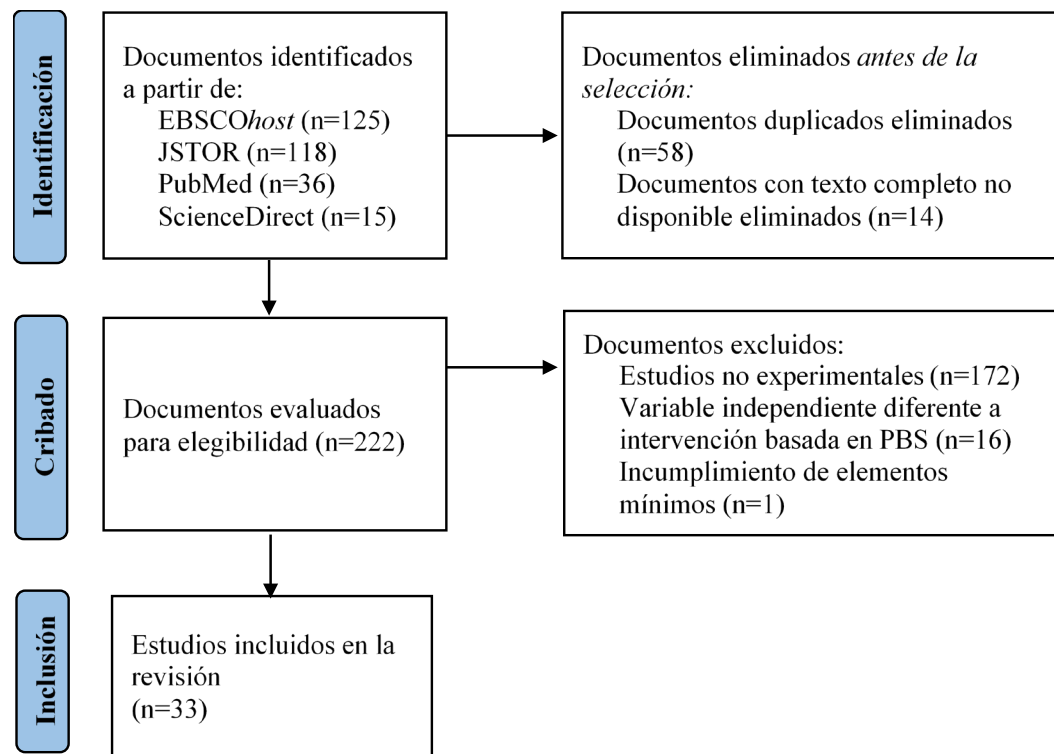 Identificación
Documentos identificados
a partir de:
EBSCOhost (n=125)
JSTOR (n=118)
PubMed (n=36)
ScienceDirect (n=15)
Documentos eliminados antes de la
selección:
Documentos duplicados eliminados
(n=58)
Documentos con texto completo no
disponible eliminados (n=14)
Cribado
Documentos evaluados
para elegibilidad (n=222)
Documentos excluidos:
Estudios no experimentales (n=172)
Variable independiente diferente a
intervención basada en PBS (n=16)
Incumplimiento de elementos
mínimos (n=1)
Inclusión
Estudios incluidos en la
revisión
(n=33)